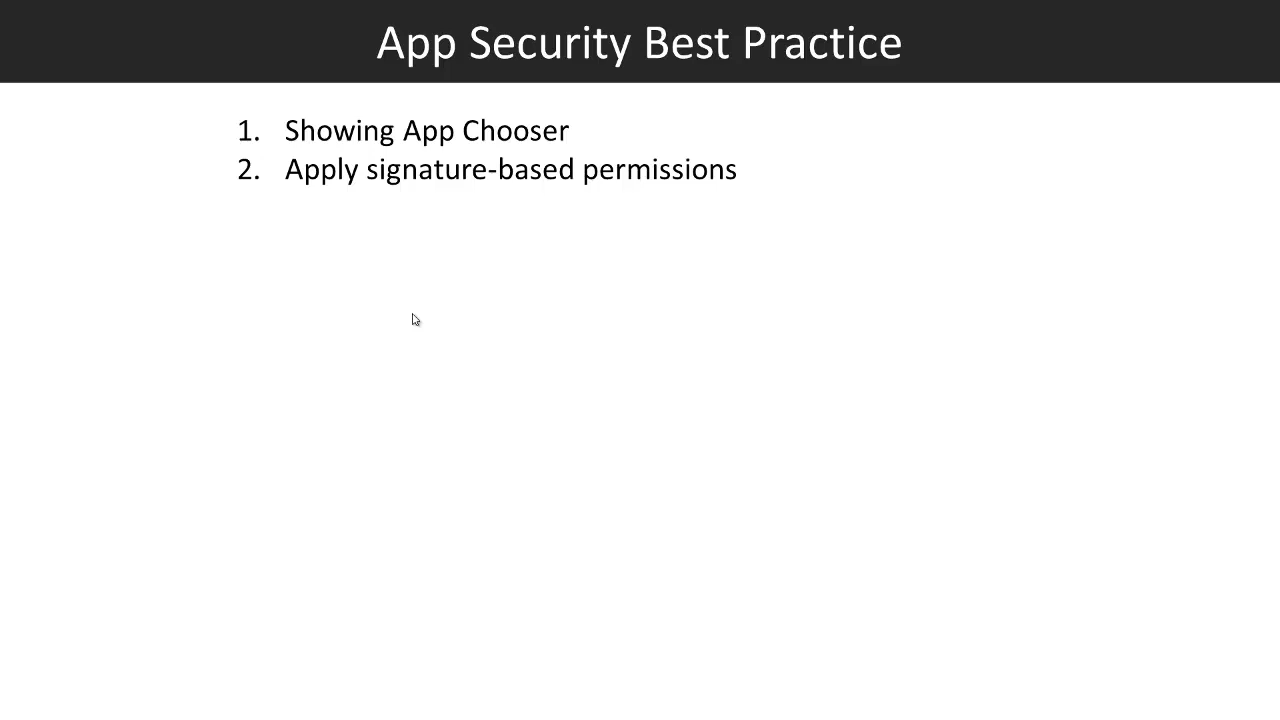 App Security Best Practice
1. Showing App Chooser
2. Apply signature-based permissions